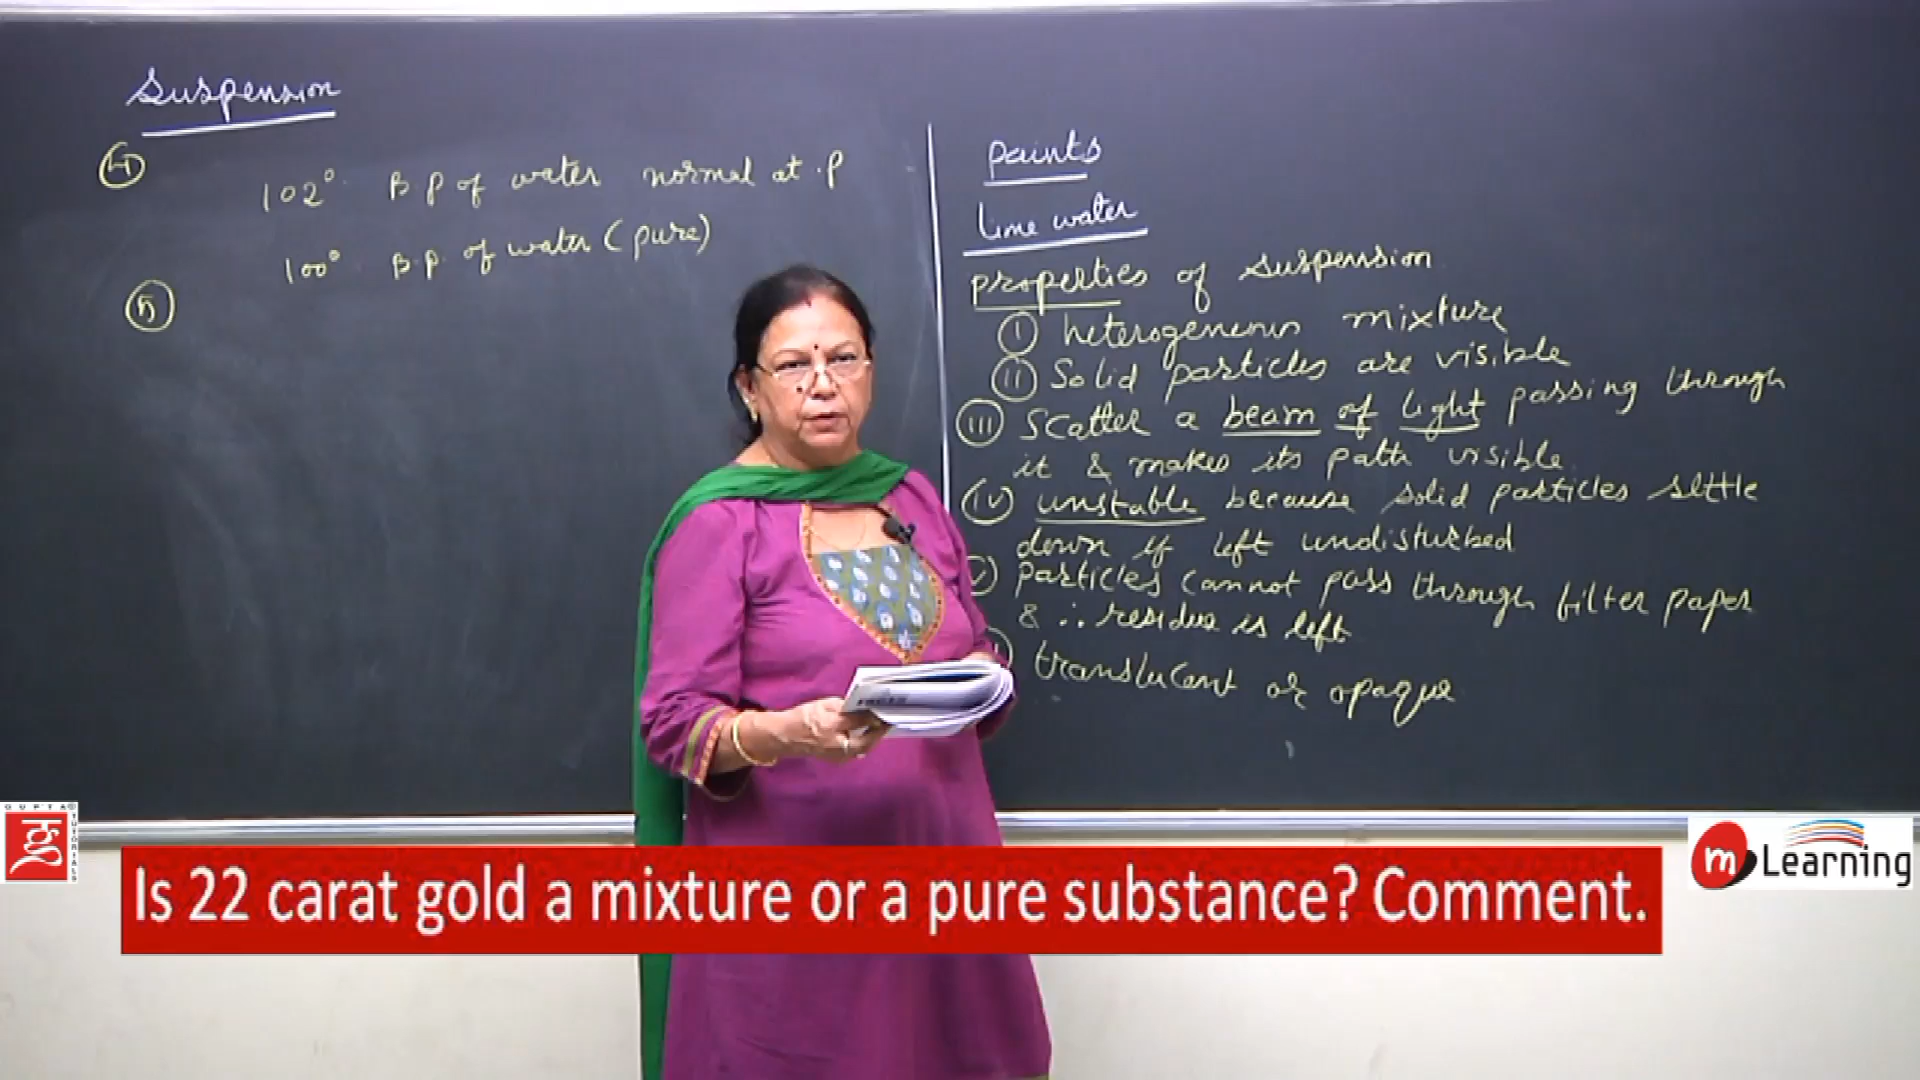 Suspension
4
102° B p of water normal at .p
100° B.p. of water (pure)
5
paints
lime water
properties of suspension
I heterogeneous mixture
II Solid particles are visible
III Scatter a beam of light passing through
it & makes its path visible
IV unstable because solid particles settle
down if left undisturbed
V) particles cannot pass through filter paper
& ∴ residue is left
translucent or opaque
GUPTA TUTORIALS
Is 22 carat gold a mixture or a pure substance? Comment.
m Learning